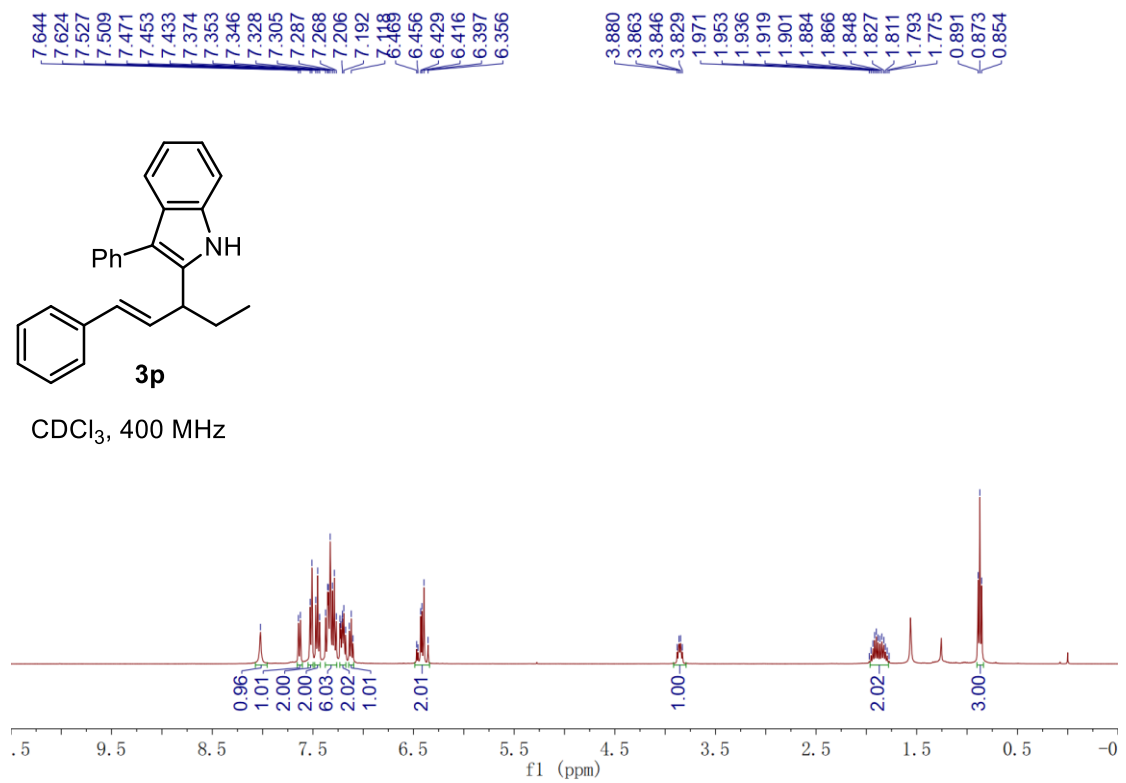 7.644 7.624 7.527 7.509 7.471 7.453 7.433 7.374 7.353 7.346 7.328 7.305 7.287 7.268 7.206 7.192 7.118 6.469 6.456 6.429 6.416 6.397 6.356 3.880 3.863 3.846 3.829 1.971 1.953 1.936 1.919 1.901 1.884 1.866 1.848 1.827 1.811 1.793 1.775 0.891 0.873 0.854
NH
Ph
3p
CDCl₃, 400 MHz
0.96 1.01 2.00 2.00 6.03 2.02 1.01 2.01 1.00 2.02 3.00
.5 9.5 8.5 7.5 6.5 5.5 4.5 3.5 2.5 1.5 0.5 -0
f1 (ppm)